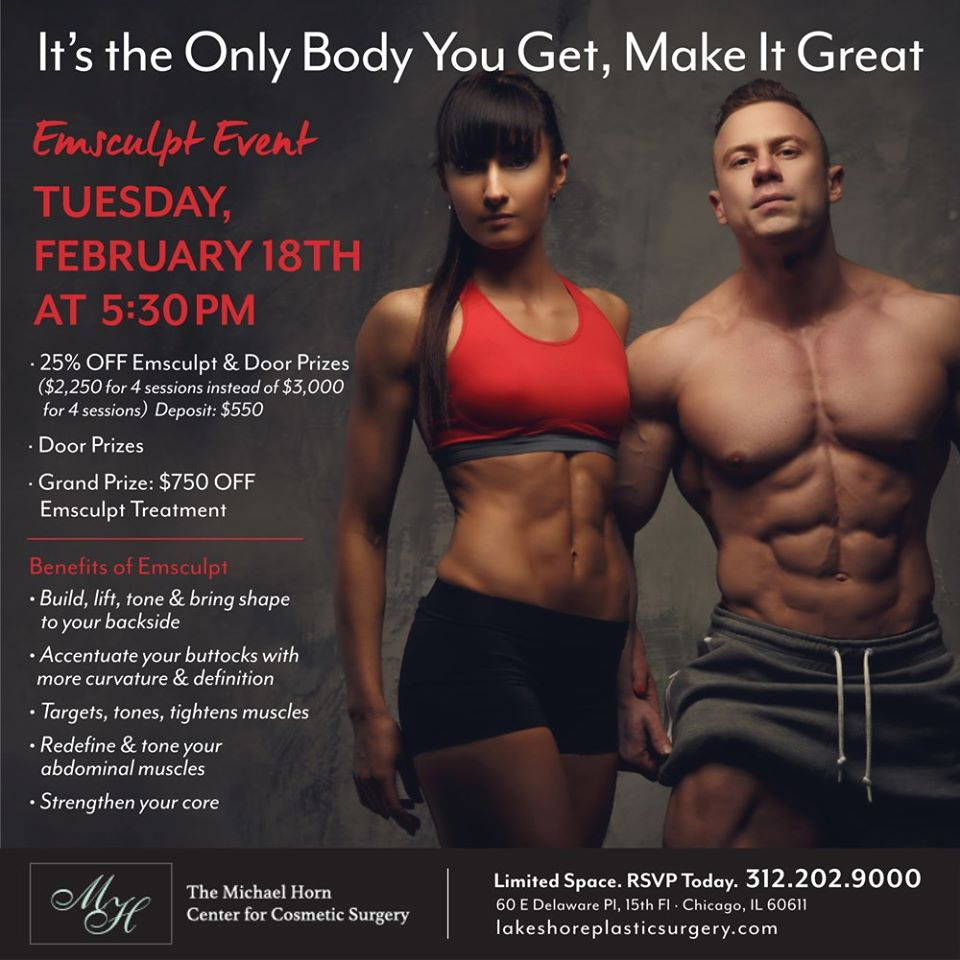 It's the Only Body You Get, Make It Great
Emsculpt Event
TUESDAY,
FEBRUARY 18TH
AT 5:30 PM
· 25% OFF Emsculpt & Door Prizes
($2,250 for 4 sessions instead of $3,000
for 4 sessions) Deposit: $550
· Door Prizes
· Grand Prize: $750 OFF
Emsculpt Treatment
Benefits of Emsculpt
• Build, lift, tone & bring shape
to your backside
• Accentuate your buttocks with
more curvature & definition
• Targets, tones, tightens muscles
• Redefine & tone your
abdominal muscles
• Strengthen your core
MH
The Michael Horn
Center for Cosmetic Surgery
Limited Space. RSVP Today. 312.202.9000
60 E Delaware Pl, 15th Fl · Chicago, IL 60611
lakeshoreplasticsurgery.com